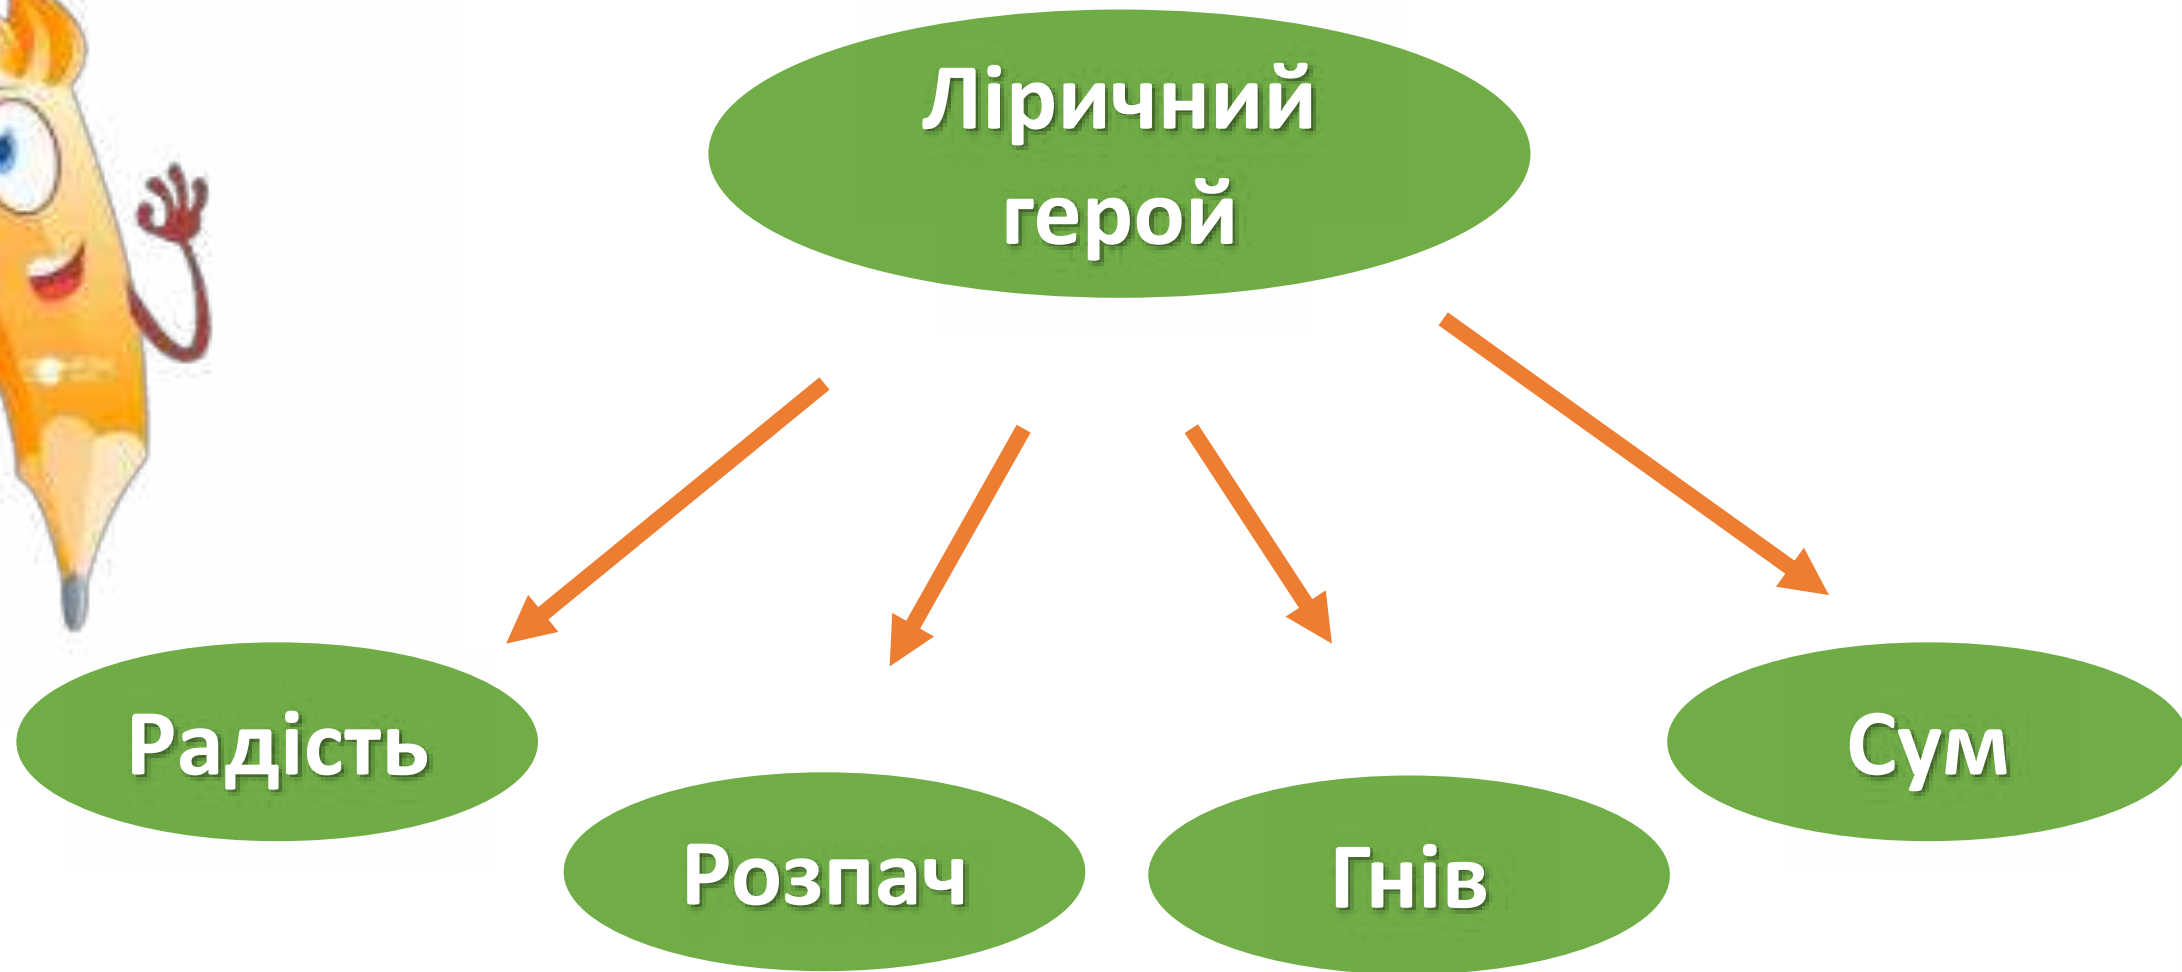 Ліричний
герой
Радість
Розпач
Гнів
Сум